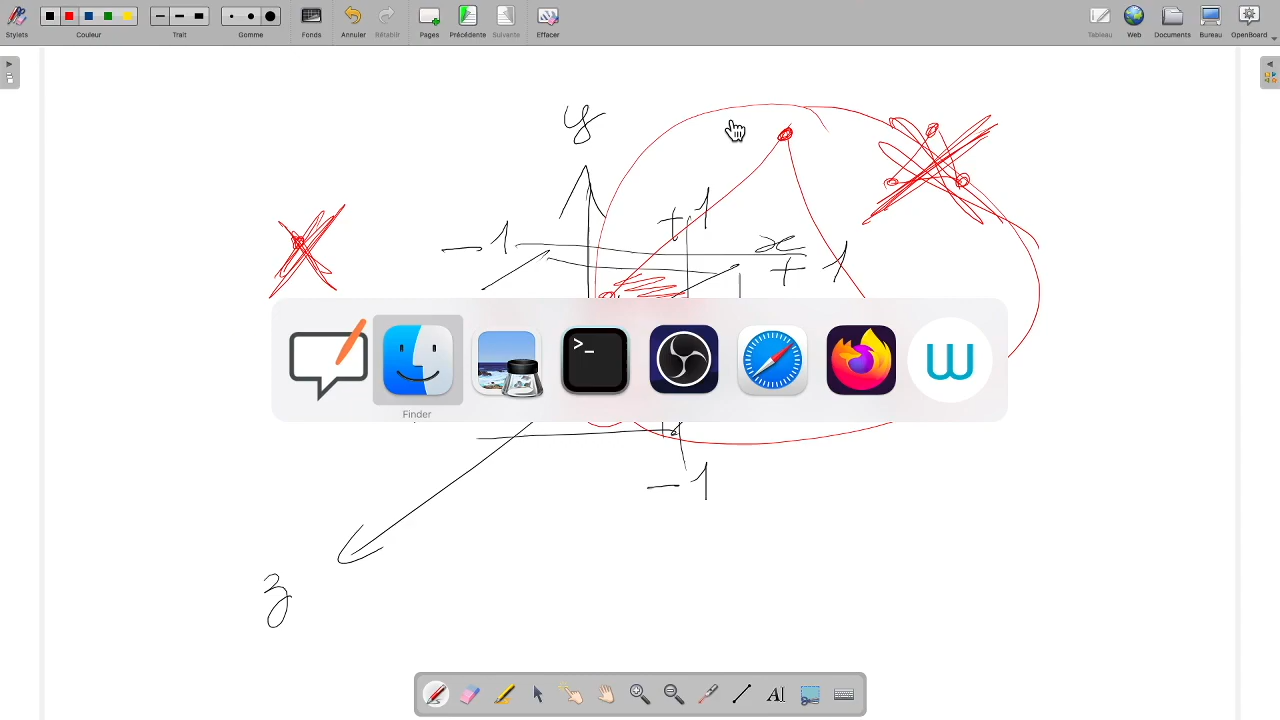 Stylets Couleur Trait Gomme Fonds Annuler Rétablir Pages Précédente Suivante Effacer Tableau Web Documents Bureau OpenBoard
y
+1
-1
x
+1
>_
W
Finder
-1
z
AI